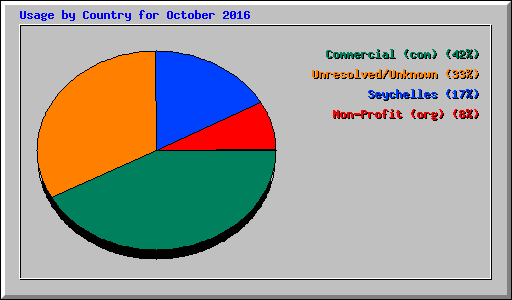 Usage by Country for October 2016
Commercial (com) (42%)
Unresolved/Unknown (33%)
Seychelles (17%)
Non-Profit (org) (8%)